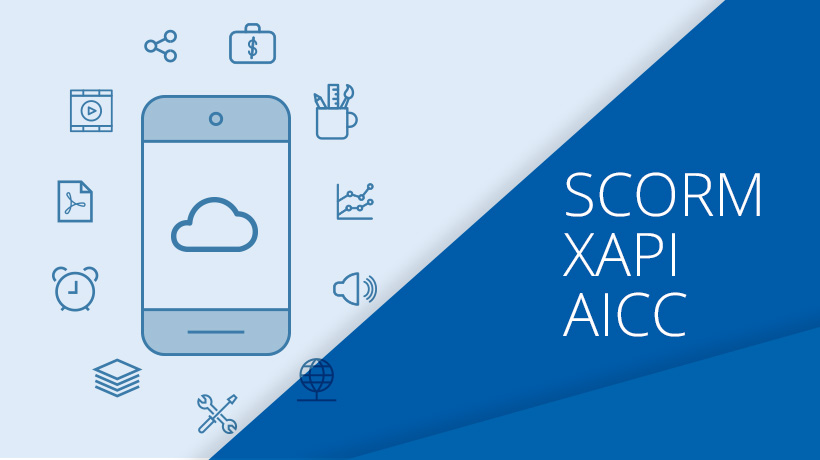 $
SCORM
XAPI
AICC